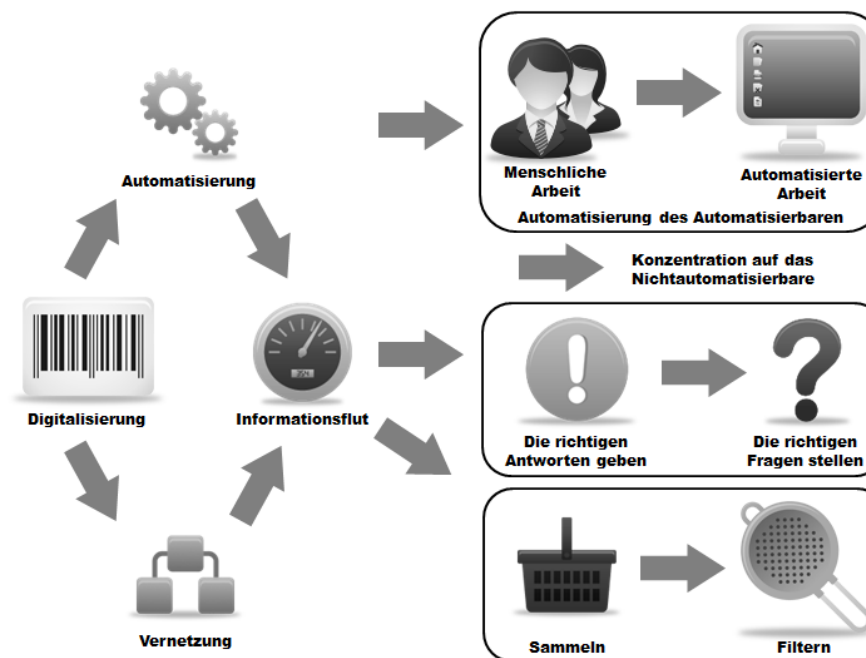 Automatisierung
Menschliche
Arbeit
Automatisierte
Arbeit
Automatisierung des Automatisierbaren
Konzentration auf das
Nichtautomatisierbare
Digitalisierung
Informationsflut
Die richtigen
Antworten geben
Die richtigen
Fragen stellen
Vernetzung
Sammeln
Filtern